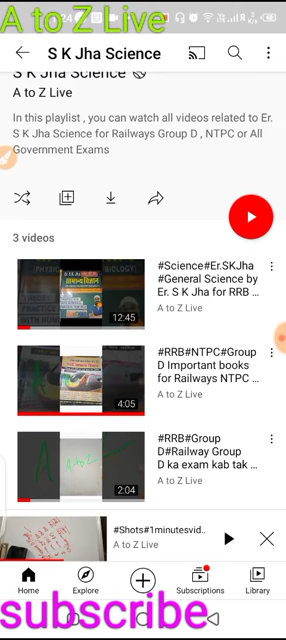 A to Z Live
S K Jha Science
S K Jha Science
A to Z Live
In this playlist , you can watch all videos related to Er.
S K Jha Science for Railways Group D , NTPC or All
Government Exams
3 videos
सामान्य विज्ञान
12:45
#Science#Er.SKJha
#General Science by
Er. S K Jha for RRB ...
A to Z Live
4:05
#RRB#NTPC#Group
D Important books
for Railways NTPC ...
A to Z Live
A to Z
2:04
#RRB#Group
D#Railway Group
D ka exam kab tak ...
A to Z Live
#Shots#1minutesvid..
A to Z Live
Home
Explore
Subscriptions
Library
subscribe